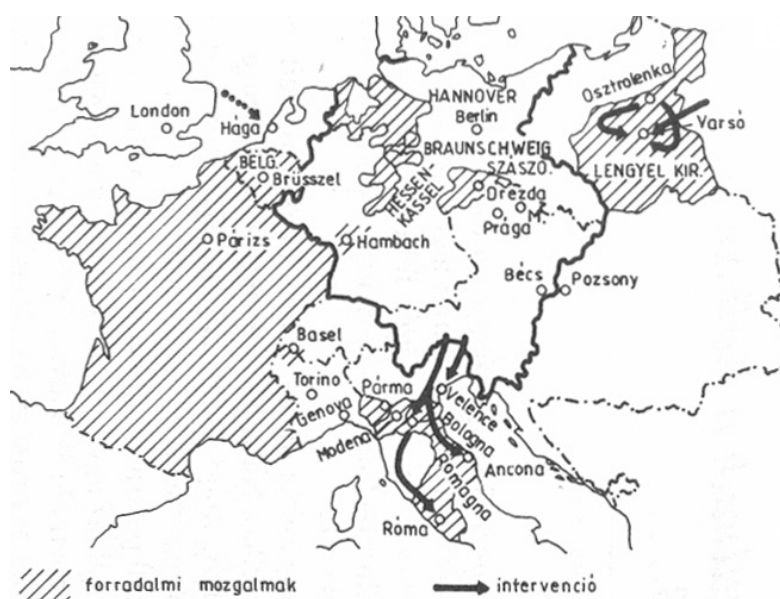 Osztrolenka
HANNOVER
London
Berlin
Hága
Varsó
BRAUNSCHWEIG
BELG.
SZÁSZO.
LENGYEL KIR.
Brüsszel
HESSEN-
KASSEL
Drezda
M.
Prága
Párizs
Hambach
Bécs
Pozsony
Basel
Torino
Párma
Velence
Genova
Bologna
Modena
Romagna
Ancona
Róma
forradalmi mozgalmak
intervenció